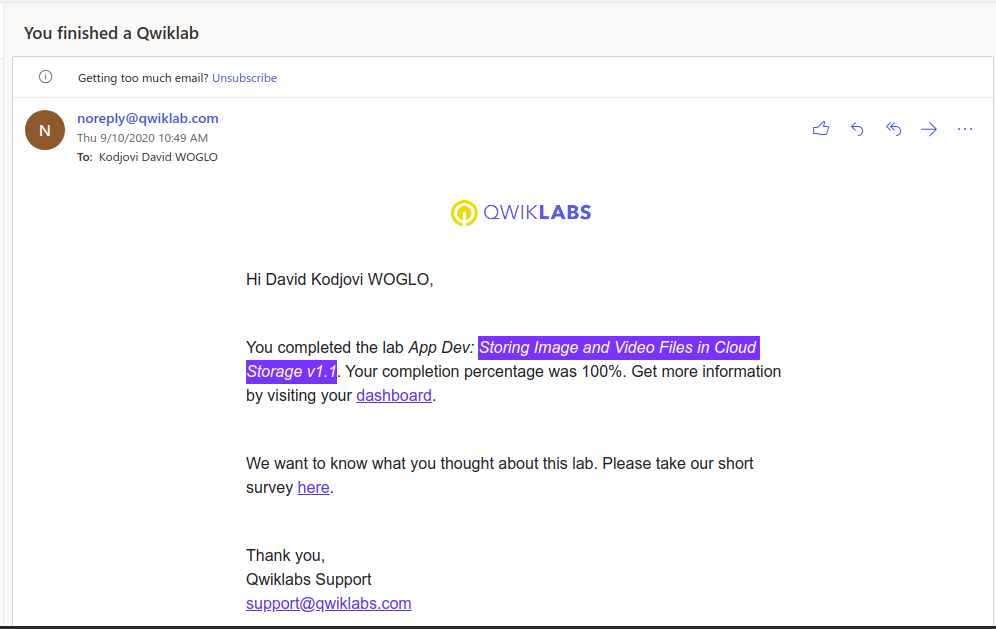 You finished a Qwiklab
Getting too much email? Unsubscribe
N
noreply@qwiklab.com
Thu 9/10/2020 10:49 AM
To: Kodjovi David WOGLO
QWIKLABS
Hi David Kodjovi WOGLO,
You completed the lab App Dev: Storing Image and Video Files in Cloud
Storage v1.1. Your completion percentage was 100%. Get more information
by visiting your dashboard.
We want to know what you thought about this lab. Please take our short
survey here.
Thank you,
Qwiklabs Support
support@qwiklabs.com